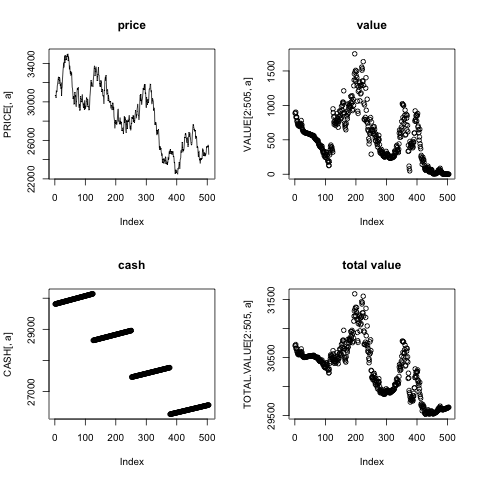 price
PRICE[, a]
22000 26000 30000 34000
0 100 200 300 400 500
Index
value
VALUE[2:505, a]
0 500 1000 1500
0 100 200 300 400 500
Index
cash
CASH[, a]
27000 29000
0 100 200 300 400 500
Index
total value
TOTAL.VALUE[2:505, a]
29500 30500 31500
0 100 200 300 400 500
Index